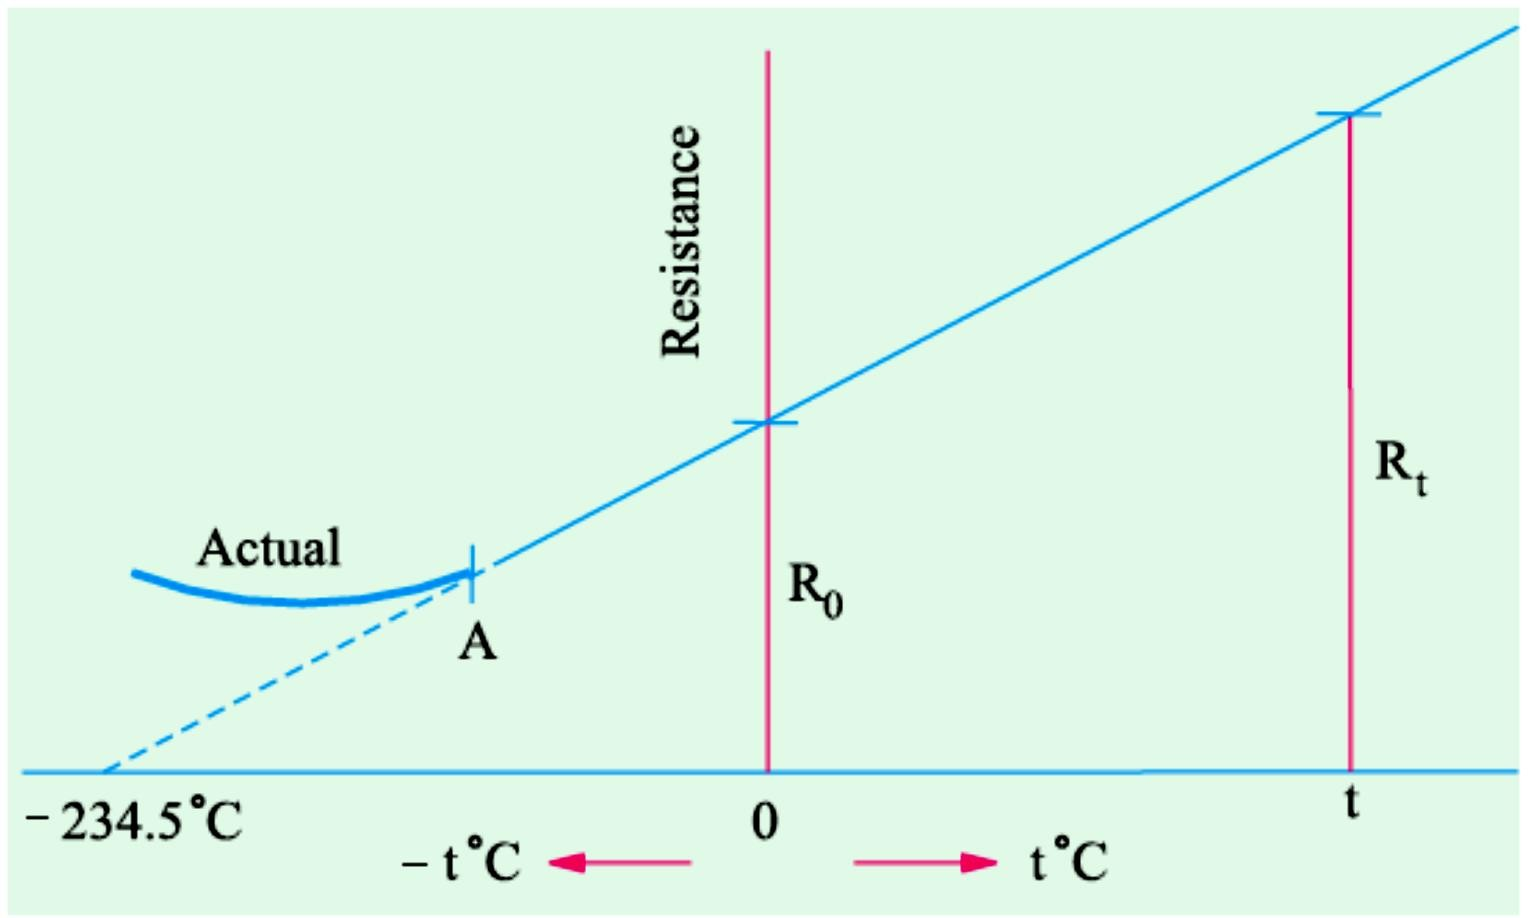 Resistance
R₀
Rₜ
Actual
A
– 234.5°C
0
t
– t°C
t°C